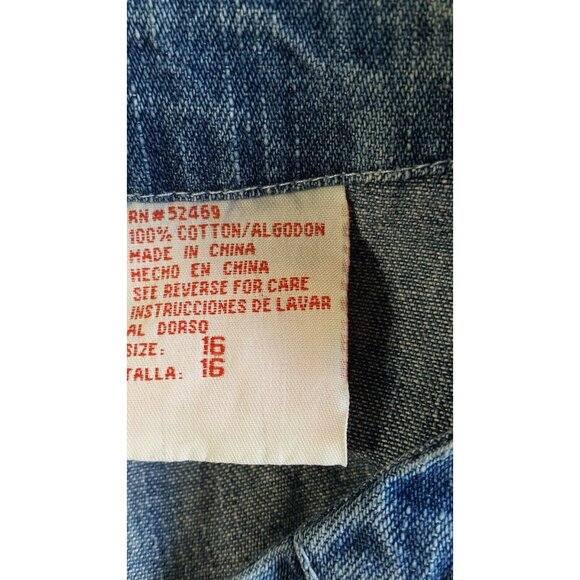 RN#52469
100% COTTON/ALGODON
MADE IN CHINA
HECHO EN CHINA
SEE REVERSE FOR CARE
INSTRUCCIONES DE LAVAR
AL DORSO
SIZE: 16
TALLA: 16